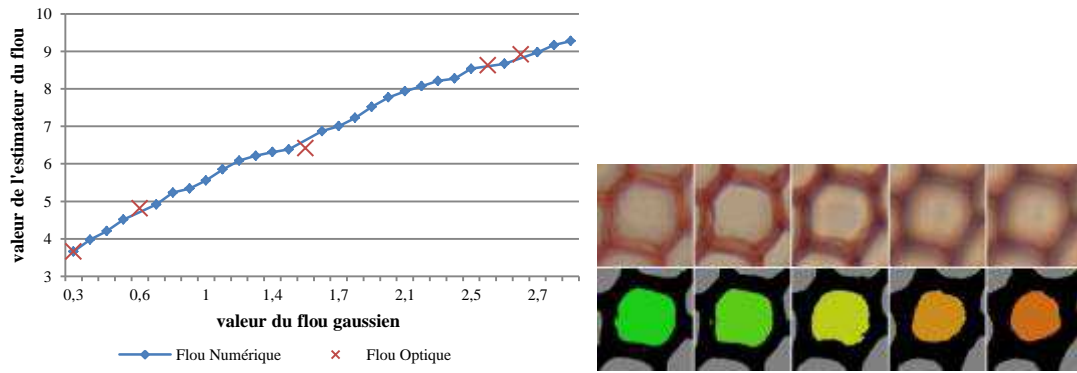 10
9
8
7
6
5
4
3
valeur de l'estimateur du flou
0,3 0,6 1 1,4 1,7 2,1 2,5 2,7
valeur du flou gaussien
Flou Numérique Flou Optique